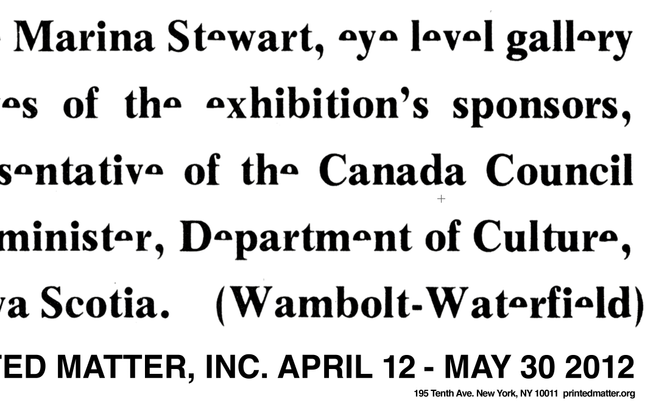 Marina Stewart, eye level gallery
es of the exhibition's sponsors,
sentative of the Canada Council
minister, Department of Culture,
va Scotia. (Wambolt-Waterfield)
TED MATTER, INC. APRIL 12 - MAY 30 2012
195 Tenth Ave. New York, NY 10011 printedmatter.org